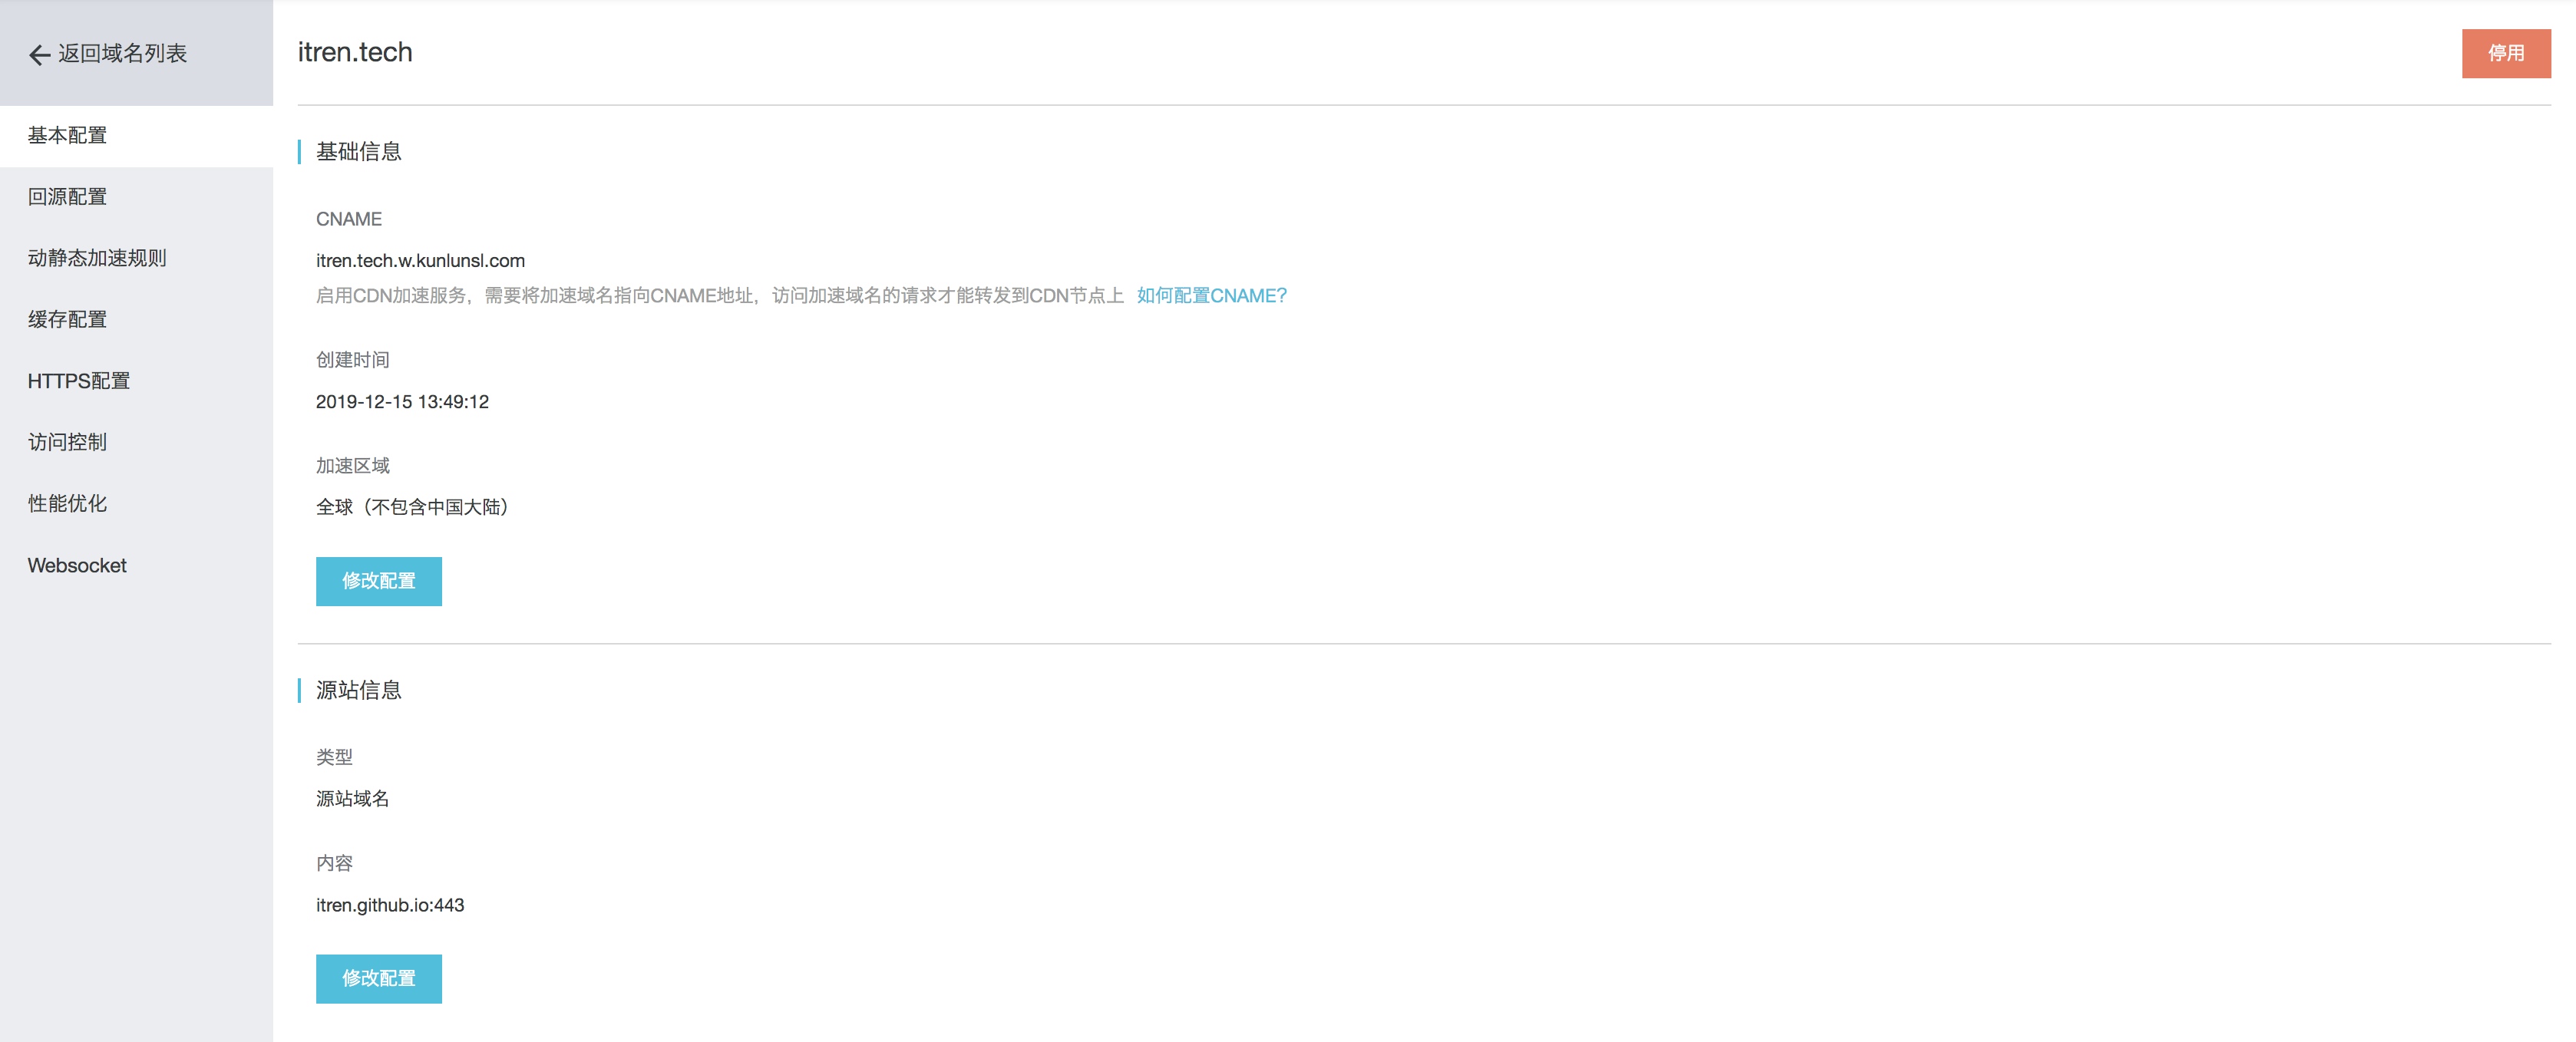 返回域名列表
基本配置
回源配置
动静态加速规则
缓存配置
HTTPS配置
访问控制
性能优化
Websocket
itren.tech
停用
基础信息
CNAME
itren.tech.w.kunlunsl.com
启用CDN加速服务，需要将加速域名指向CNAME地址，访问加速域名的请求才能转发到CDN节点上 如何配置CNAME?
创建时间
2019-12-15 13:49:12
加速区域
全球（不包含中国大陆）
修改配置
源站信息
类型
源站域名
内容
itren.github.io:443
修改配置